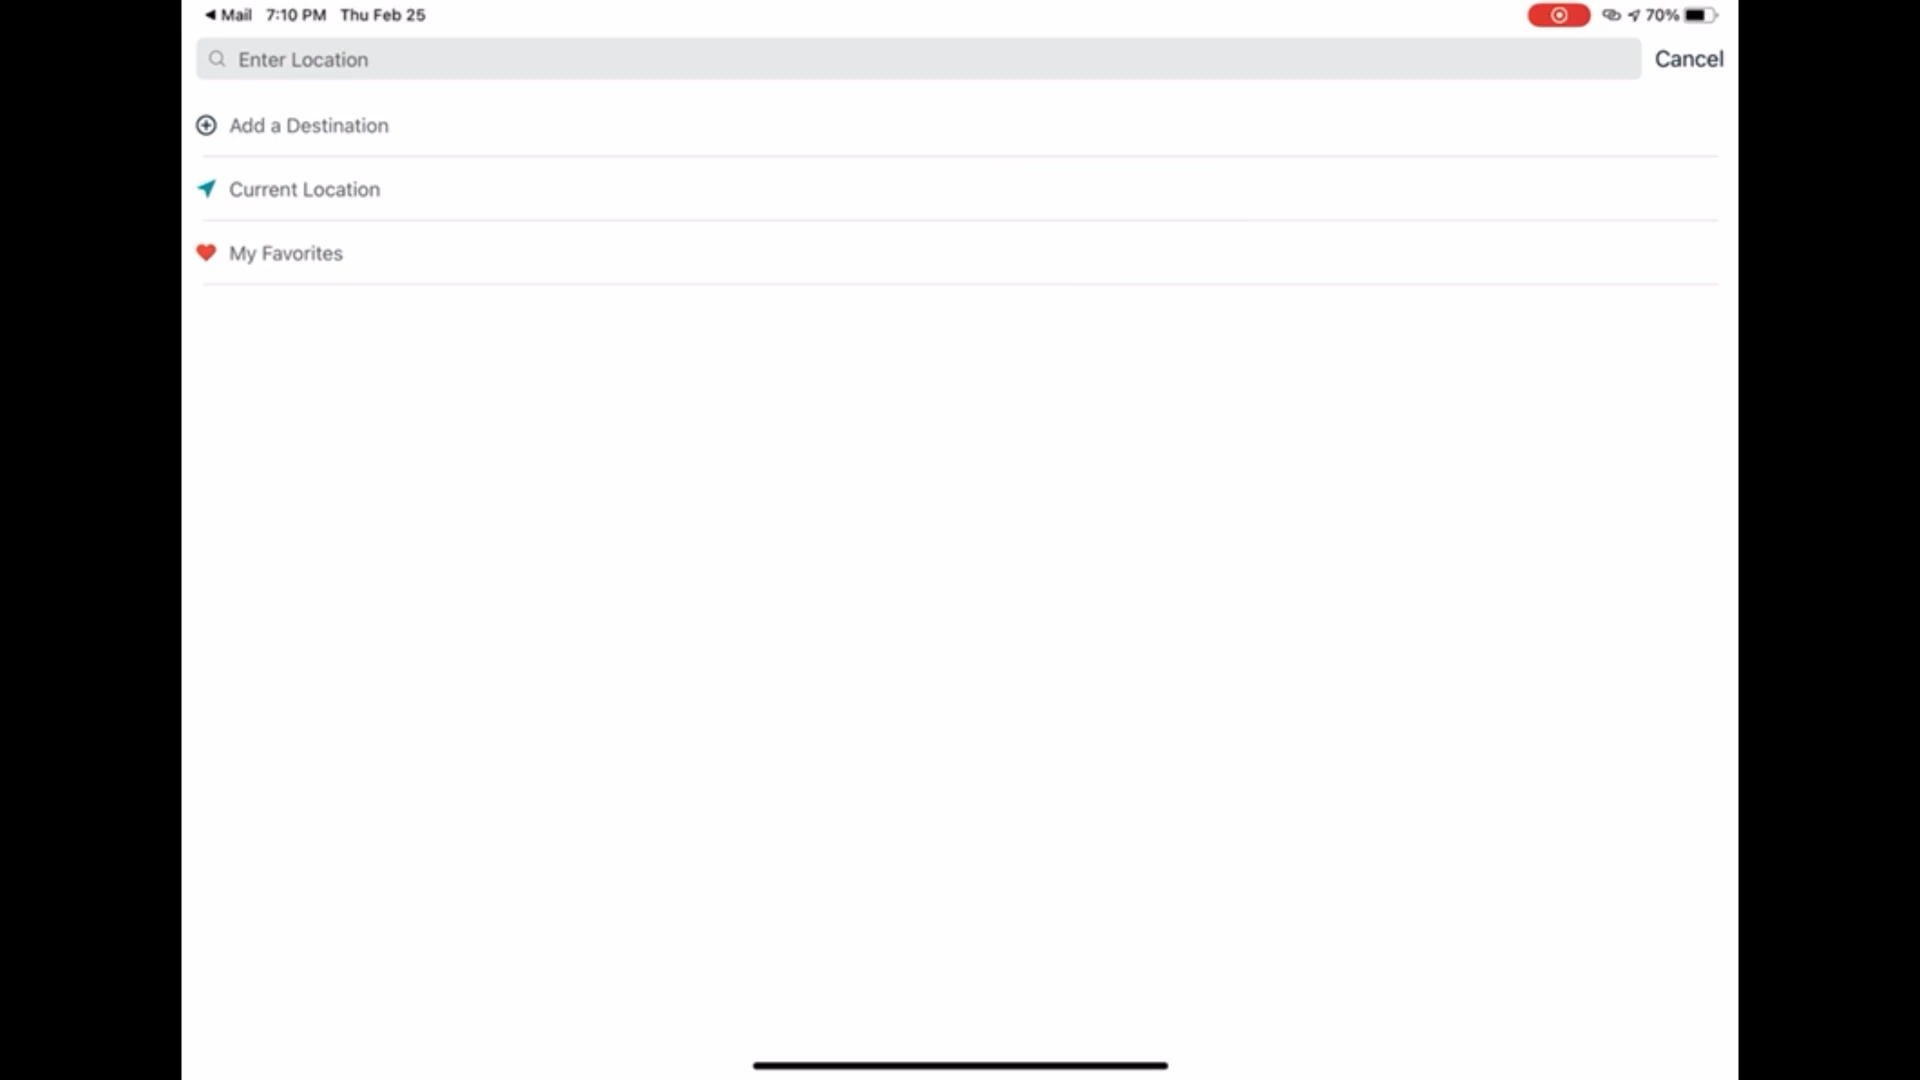 Mail 7:10 PM Thu Feb 25 70%
Enter Location Cancel
Add a Destination
Current Location
My Favorites